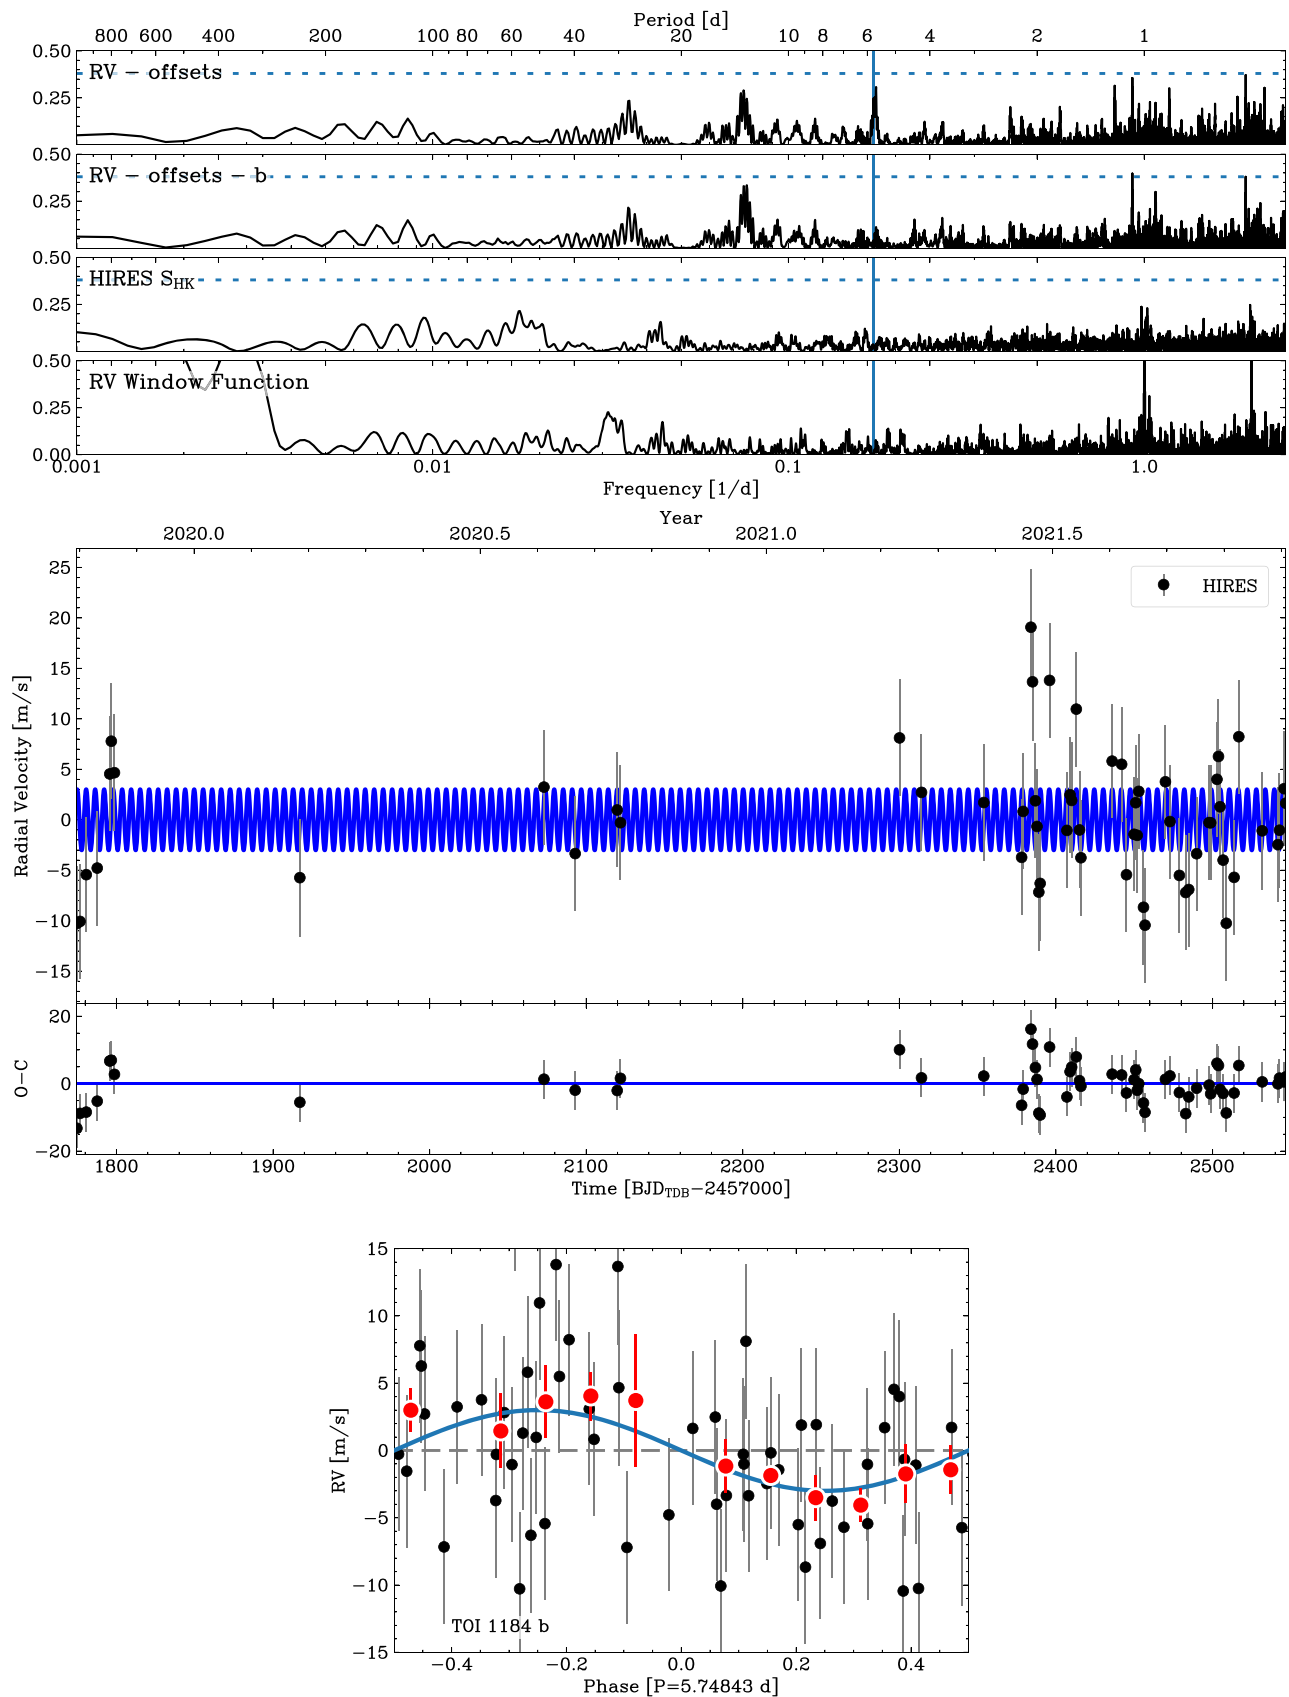 Period [d]
800 600 400 200 100 80 60 40 20 10 8 6 4 2 1
0.50
RV − offsets
0.25
0.50
RV − offsets − b
0.25
0.50
HIRES S_HK
0.25
0.50
RV Window Function
0.25
0.00
0.001 0.01 0.1 1.0
Frequency [1/d]
Year
2020.0 2020.5 2021.0 2021.5
25
HIRES
20
15
10
5
0
−5
−10
−15
Radial Velocity [m/s]
20
0
−20
O−C
1800 1900 2000 2100 2200 2300 2400 2500
Time [BJD_TDB−2457000]
15
10
5
0
−5
−10
−15
RV [m/s]
TOI 1184 b
−0.4 −0.2 0.0 0.2 0.4
Phase [P=5.74843 d]